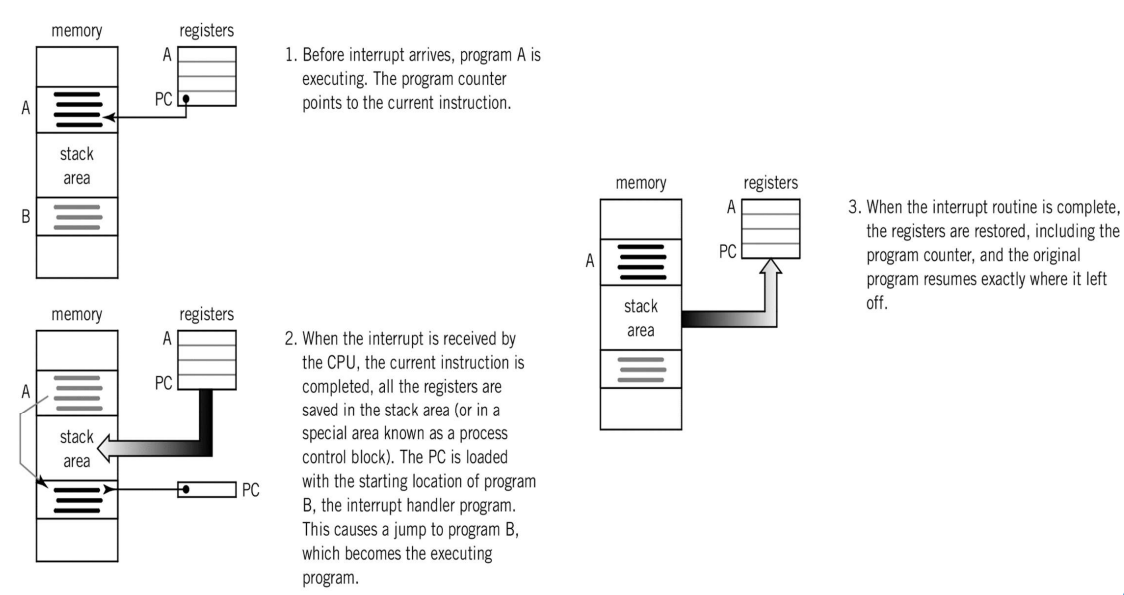 memory registers
A
PC
A
stack
area
B
1. Before interrupt arrives, program A is
executing. The program counter
points to the current instruction.
memory registers
A
PC
A
stack
area
PC
2. When the interrupt is received by
the CPU, the current instruction is
completed, all the registers are
saved in the stack area (or in a
special area known as a process
control block). The PC is loaded
with the starting location of program
B, the interrupt handler program.
This causes a jump to program B,
which becomes the executing
program.
memory registers
A
PC
A
stack
area
3. When the interrupt routine is complete,
the registers are restored, including the
program counter, and the original
program resumes exactly where it left
off.